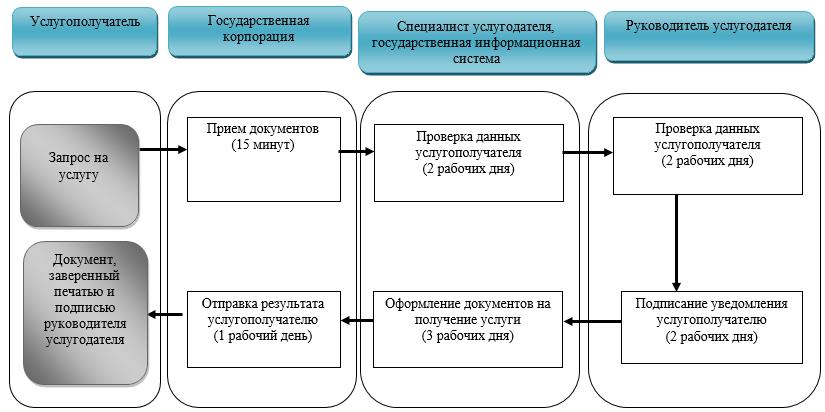 Услугополучатель
Государственная
корпорация
Специалист услугодателя,
государственная информационная
система
Руководитель услугодателя
Запрос на
услугу
Прием документов
(15 минут)
Проверка данных
услугополучателя
(2 рабочих дня)
Проверка данных
услугополучателя
(2 рабочих дня)
Документ,
заверенный
печатью и
подписью
руководителя
услугодателя
Отправка результата
услугополучателю
(1 рабочий день)
Оформление документов на
получение услуги
(3 рабочих дня)
Подписание уведомления
услугополучателю
(2 рабочих дня)